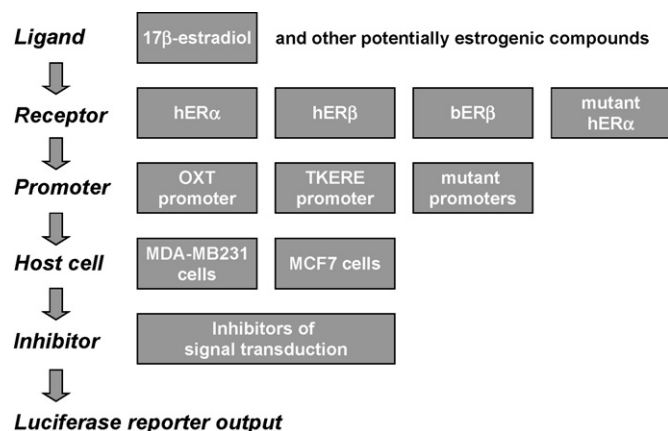 Ligand
17β-estradiol
and other potentially estrogenic compounds
Receptor
hERα
hERβ
bERβ
mutant
hERα
Promoter
OXT
promoter
TKERE
promoter
mutant
promoters
Host cell
MDA-MB231
cells
MCF7 cells
Inhibitor
Inhibitors of
signal transduction
Luciferase reporter output